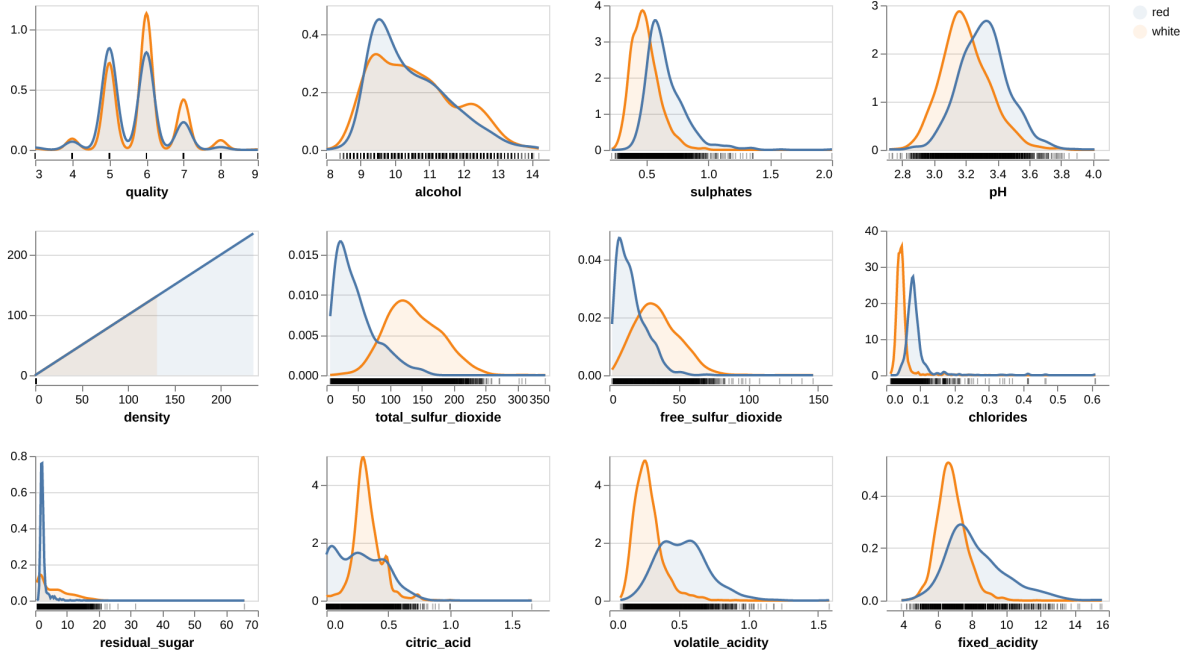 red
white
0.0 0.5 1.0
3 4 5 6 7 8 9
quality
0.0 0.2 0.4
8 9 10 11 12 13 14
alcohol
0 1 2 3 4
0.5 1.0 1.5 2.0
sulphates
0 1 2 3
2.8 3.0 3.2 3.4 3.6 3.8 4.0
pH
0 100 200
0 50 100 150 200
density
0.000 0.005 0.010 0.015
0 50 100 150 200 250 300 350
total_sulfur_dioxide
0.00 0.02 0.04
0 50 100 150
free_sulfur_dioxide
0 10 20 30 40
0.0 0.1 0.2 0.3 0.4 0.5 0.6
chlorides
0.0 0.2 0.4 0.6 0.8
0 10 20 30 40 50 60 70
residual_sugar
0 2 4
0.0 0.5 1.0 1.5
citric_acid
0 2 4
0.0 0.5 1.0 1.5
volatile_acidity
0.0 0.2 0.4
4 6 8 10 12 14 16
fixed_acidity